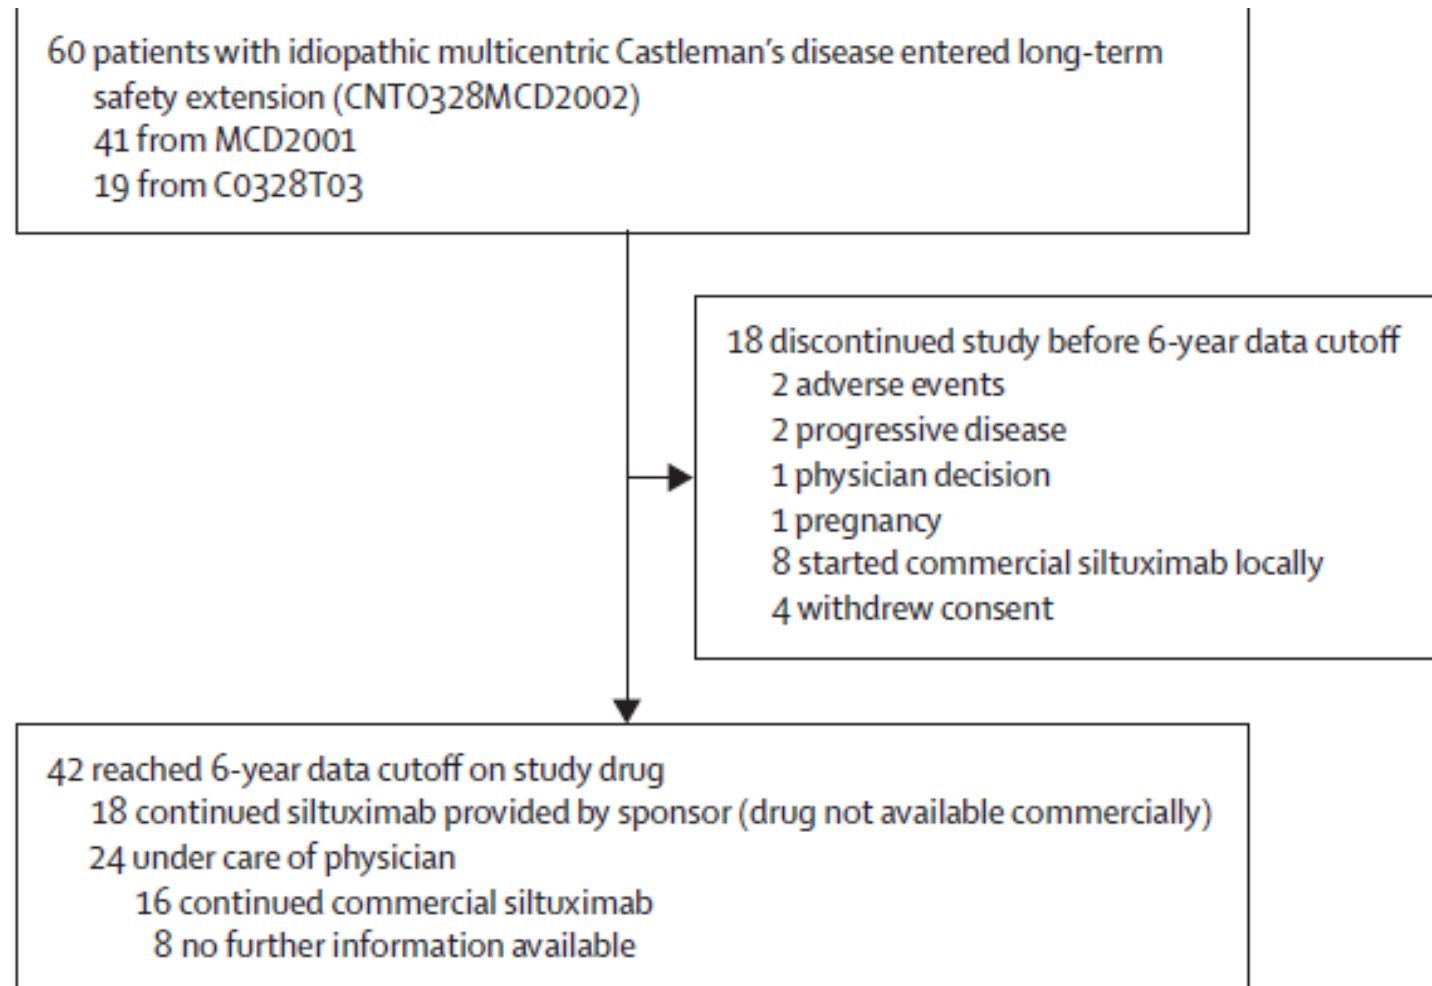 60 patients with idiopathic multicentric Castleman's disease entered long-term
safety extension (CNTO328MCD2002)
41 from MCD2001
19 from C0328T03
18 discontinued study before 6-year data cutoff
2 adverse events
2 progressive disease
1 physician decision
1 pregnancy
8 started commercial siltuximab locally
4 withdrew consent
42 reached 6-year data cutoff on study drug
18 continued siltuximab provided by sponsor (drug not available commercially)
24 under care of physician
16 continued commercial siltuximab
8 no further information available